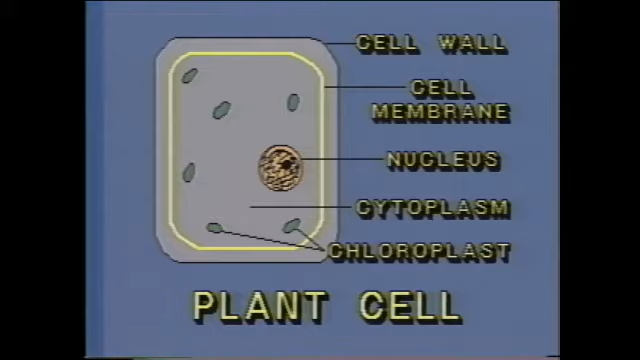 CELL WALL
CELL
MEMBRANE
NUCLEUS
CYTOPLASM
CHLOROPLAST
PLANT CELL